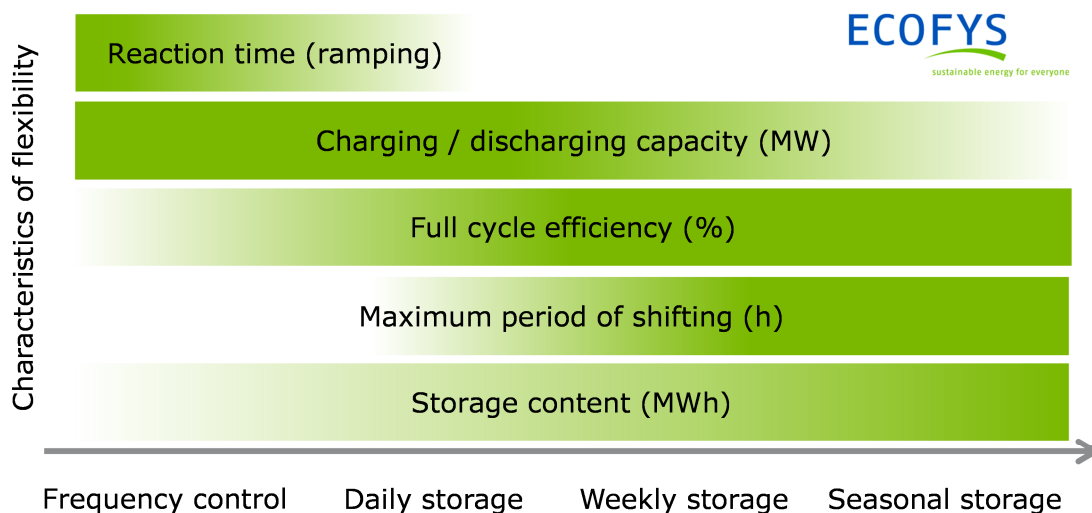 ECOFYS
sustainable energy for everyone
Characteristics of flexibility
Reaction time (ramping)
Charging / discharging capacity (MW)
Full cycle efficiency (%)
Maximum period of shifting (h)
Storage content (MWh)
Frequency control
Daily storage
Weekly storage
Seasonal storage